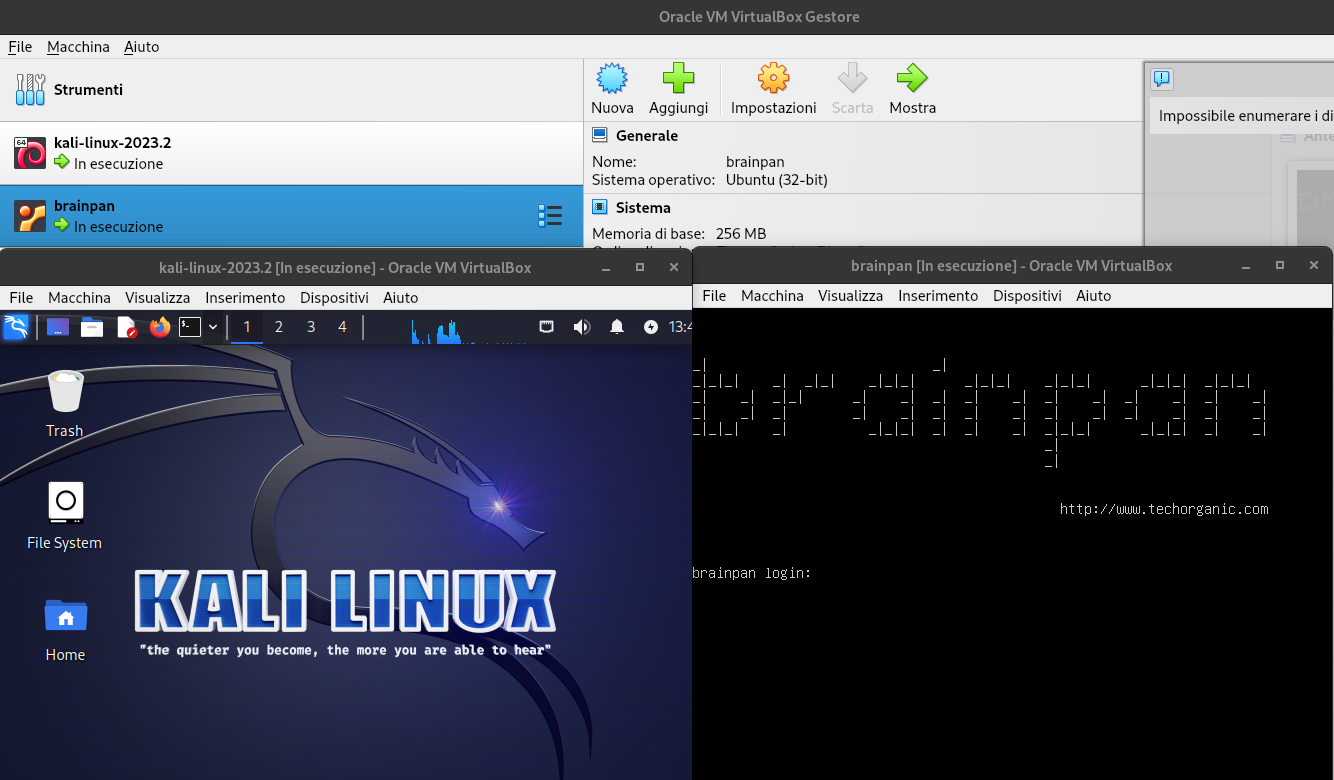 Oracle VM VirtualBox Gestore
File Macchina Aiuto
Strumenti
Nuova Aggiungi Impostazioni Scarta Mostra
Impossibile enumerare i di
64
kali-linux-2023.2
In esecuzione
brainpan
In esecuzione
Generale
Nome: brainpan
Sistema operativo: Ubuntu (32-bit)
Sistema
Memoria di base: 256 MB
kali-linux-2023.2 [In esecuzione] - Oracle VM VirtualBox
File Macchina Visualizza Inserimento Dispositivi Aiuto
1 2 3 4 13:4
Trash
File System
Home
KALI LINUX
"the quieter you become, the more you are able to hear"
brainpan [In esecuzione] - Oracle VM VirtualBox
File Macchina Visualizza Inserimento Dispositivi Aiuto
brainpan
http://www.techorganic.com
brainpan login: